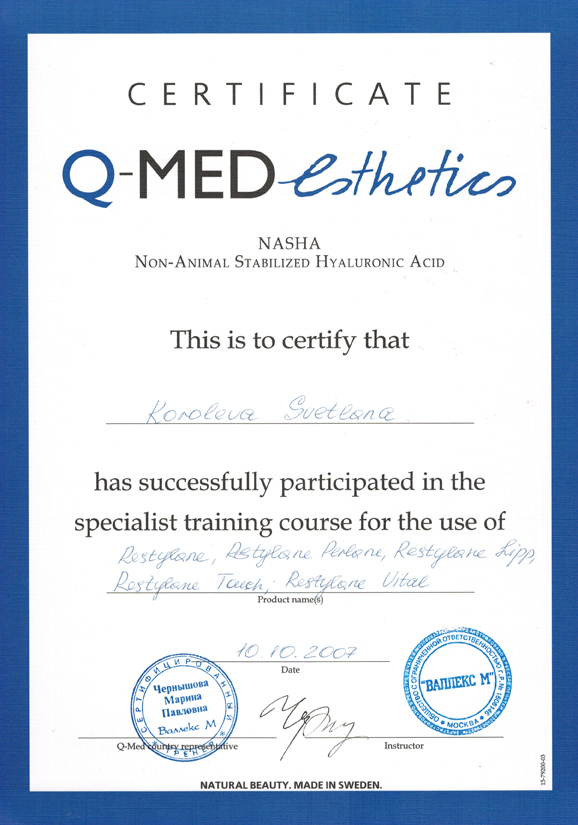 CERTIFICATE
Q-MED esthetics
NASHA
NON-ANIMAL STABILIZED HYALURONIC ACID
This is to certify that
Koroleva Svetlana
has successfully participated in the
specialist training course for the use of
Restylane, Restylane Perlane, Restylane Lipp,
Restylane Touch, Restylane Vital
Product name(s)
10.10.2007
Date
СЕРТИФИЦИРОВАННЫЙ ТРЕНЕР
Чернышова
Марина
Павловна
Валлекс М
ОБЩЕСТВО С ОГРАНИЧЕННОЙ ОТВЕТСТВЕННОСТЬЮ
"ВАЛЛЕКС М"
МОСКВА
Q-Med country representative
Instructor
NATURAL BEAUTY. MADE IN SWEDEN.
15-79200-03